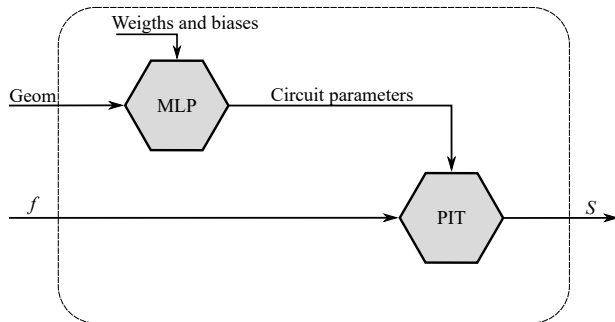 Weigths and biases
Geom
MLP
Circuit parameters
f
PIT
S